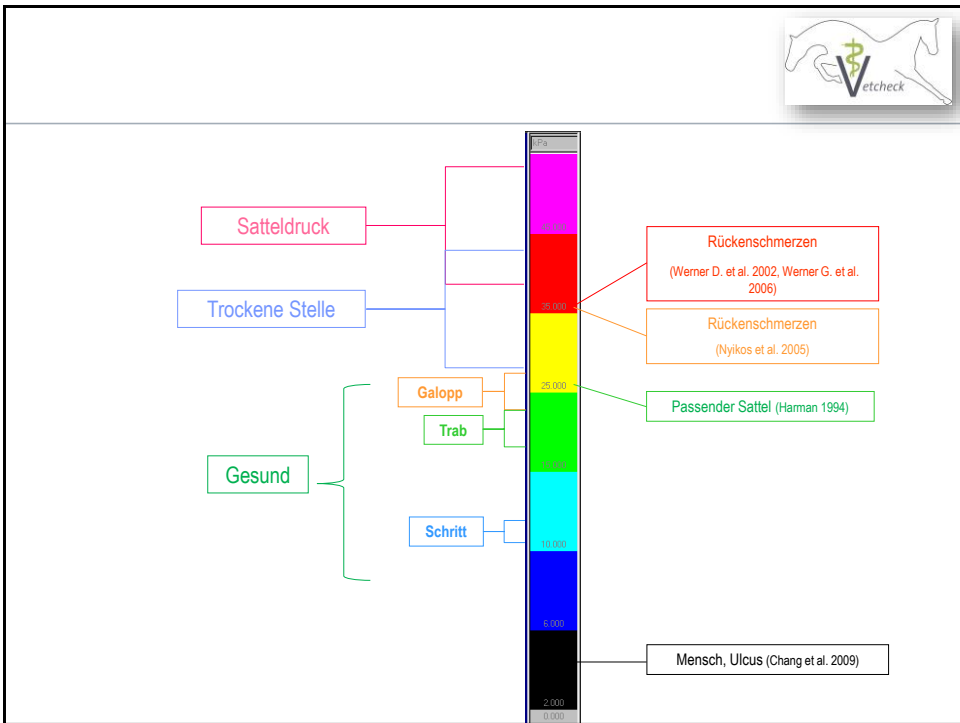 Vetcheck
kPa
Satteldruck
Rückenschmerzen
(Werner D. et al. 2002, Werner G. et al.
2006)
Trockene Stelle
35.000
Rückenschmerzen
(Nyikos et al. 2005)
Galopp
25.000
Passender Sattel (Harman 1994)
Trab
Gesund
15.000
Schritt
10.000
6.000
Mensch, Ulcus (Chang et al. 2009)
2.000
0.000